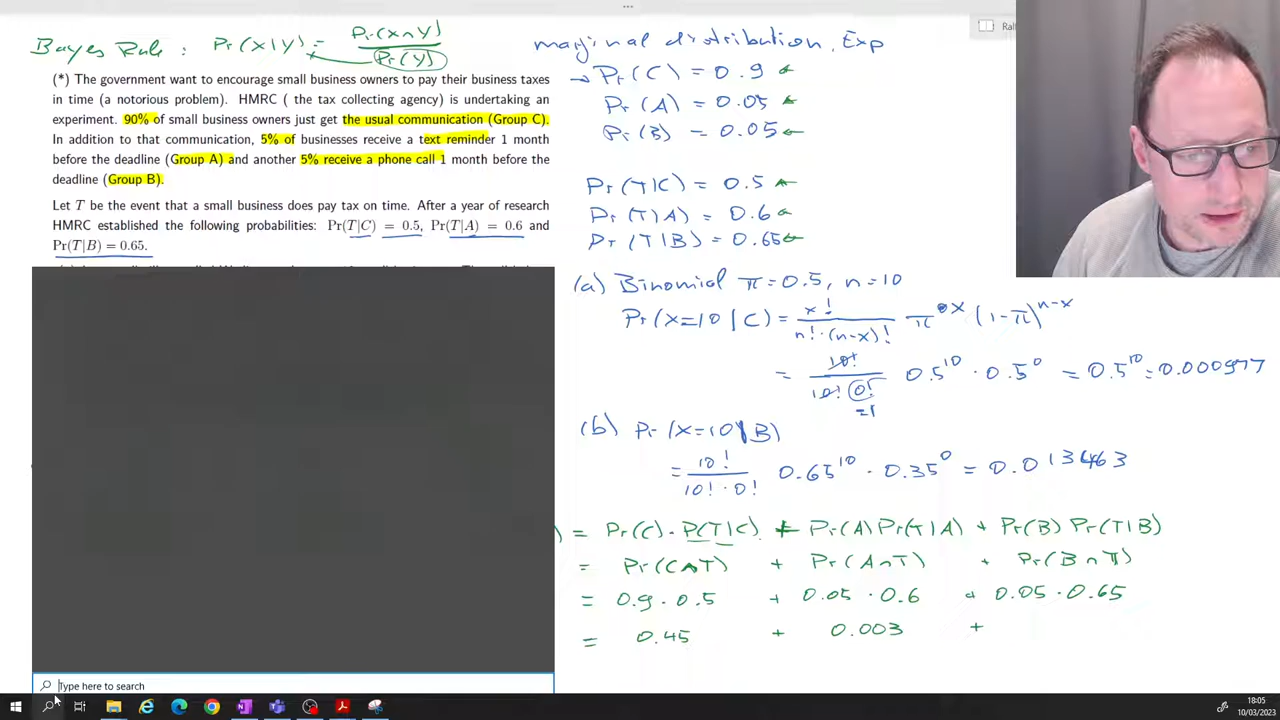 Bayes Rule : Pr(X|Y) = Pr(X∩Y) / Pr(Y)
(*) The government want to encourage small business owners to pay their business taxes
in time (a notorious problem). HMRC ( the tax collecting agency) is undertaking an
experiment. 90% of small business owners just get the usual communication (Group C).
In addition to that communication, 5% of businesses receive a text reminder 1 month
before the deadline (Group A) and another 5% receive a phone call 1 month before the
deadline (Group B).
Let T be the event that a small business does pay tax on time. After a year of research
HMRC established the following probabilities: Pr(T|C) = 0.5, Pr(T|A) = 0.6 and
Pr(T|B) = 0.65.
marginal distribution, Exp
→ Pr(C) = 0.9 ←
Pr(A) = 0.05 ←
Pr(B) = 0.05 ←
Pr(T|C) = 0.5 ←
Pr(T|A) = 0.6 ←
Pr(T|B) = 0.65 ←
(a) Binomial π=0.5, n=10
Pr(X=10|C) = x! / n!·(n-x)! π^x (1-π)^n-x
= 10! / 10! 0! 0.5^10 · 0.5^0 = 0.5^10 = 0.000977
=1
(b) Pr(X=10|B)
= 10! / 10!·0! 0.65^10 · 0.35^0 = 0.013463
) = Pr(C)·P(T|C) + Pr(A)Pr(T|A) + Pr(B)Pr(T|B)
= Pr(C∩T) + Pr(A∩T) + Pr(B∩T)
= 0.9·0.5 + 0.05·0.6 + 0.05·0.65
= 0.45 + 0.003 +
Type here to search
18:05
10/03/2023